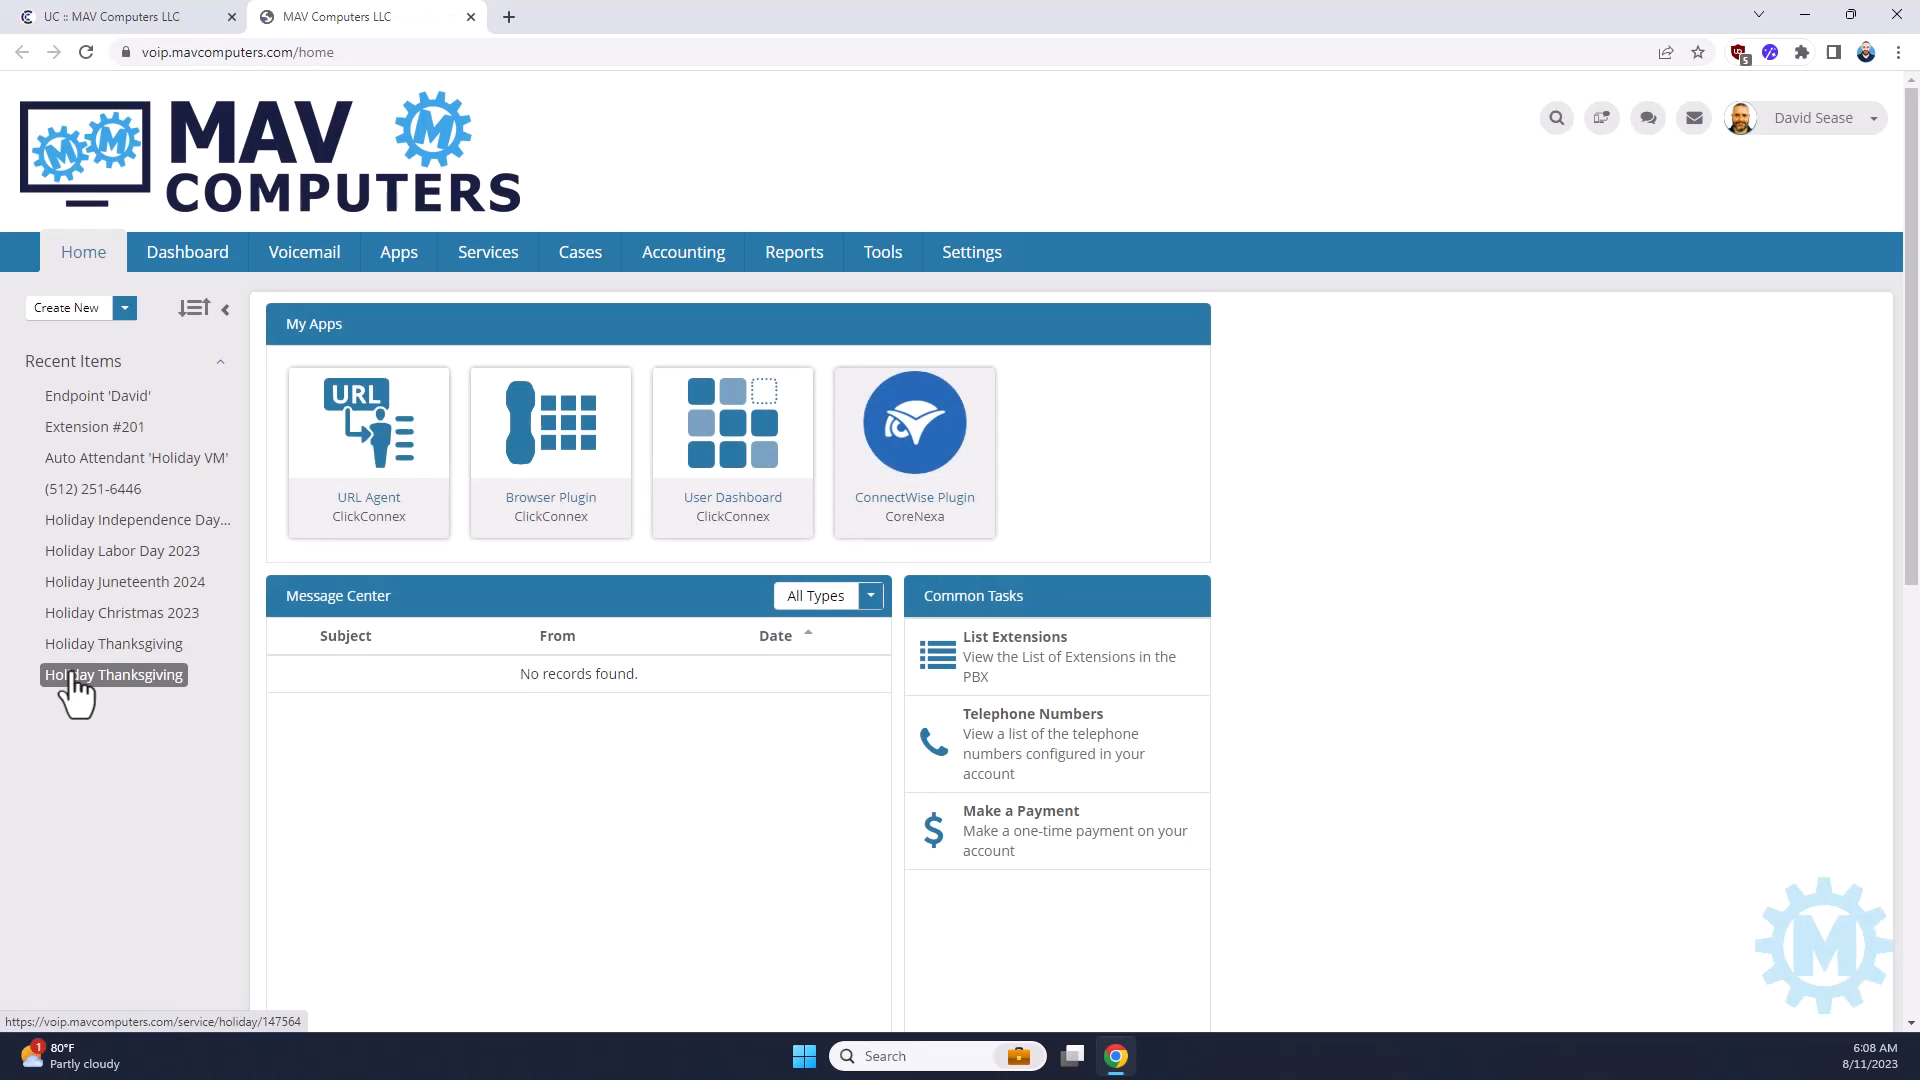 UC :: MAV Computers LLC
MAV Computers LLC
voip.mavcomputers.com/home
5
MAV
COMPUTERS
M M
M
David Sease
Home
Dashboard
Voicemail
Apps
Services
Cases
Accounting
Reports
Tools
Settings
Create New
Recent Items
Endpoint 'David'
Extension #201
Auto Attendant 'Holiday VM'
(512) 251-6446
Holiday Independence Day...
Holiday Labor Day 2023
Holiday Juneteenth 2024
Holiday Christmas 2023
Holiday Thanksgiving
Holiday Thanksgiving
My Apps
URL
URL Agent
ClickConnex
Browser Plugin
ClickConnex
User Dashboard
ClickConnex
ConnectWise Plugin
CoreNexa
Message Center
All Types
Subject
From
Date
No records found.
Common Tasks
List Extensions
View the List of Extensions in the
PBX
Telephone Numbers
View a list of the telephone
numbers configured in your
account
$
Make a Payment
Make a one-time payment on your
account
M
https://voip.mavcomputers.com/service/holiday/147564
1
80°F
Partly cloudy
Search
6:08 AM
8/11/2023